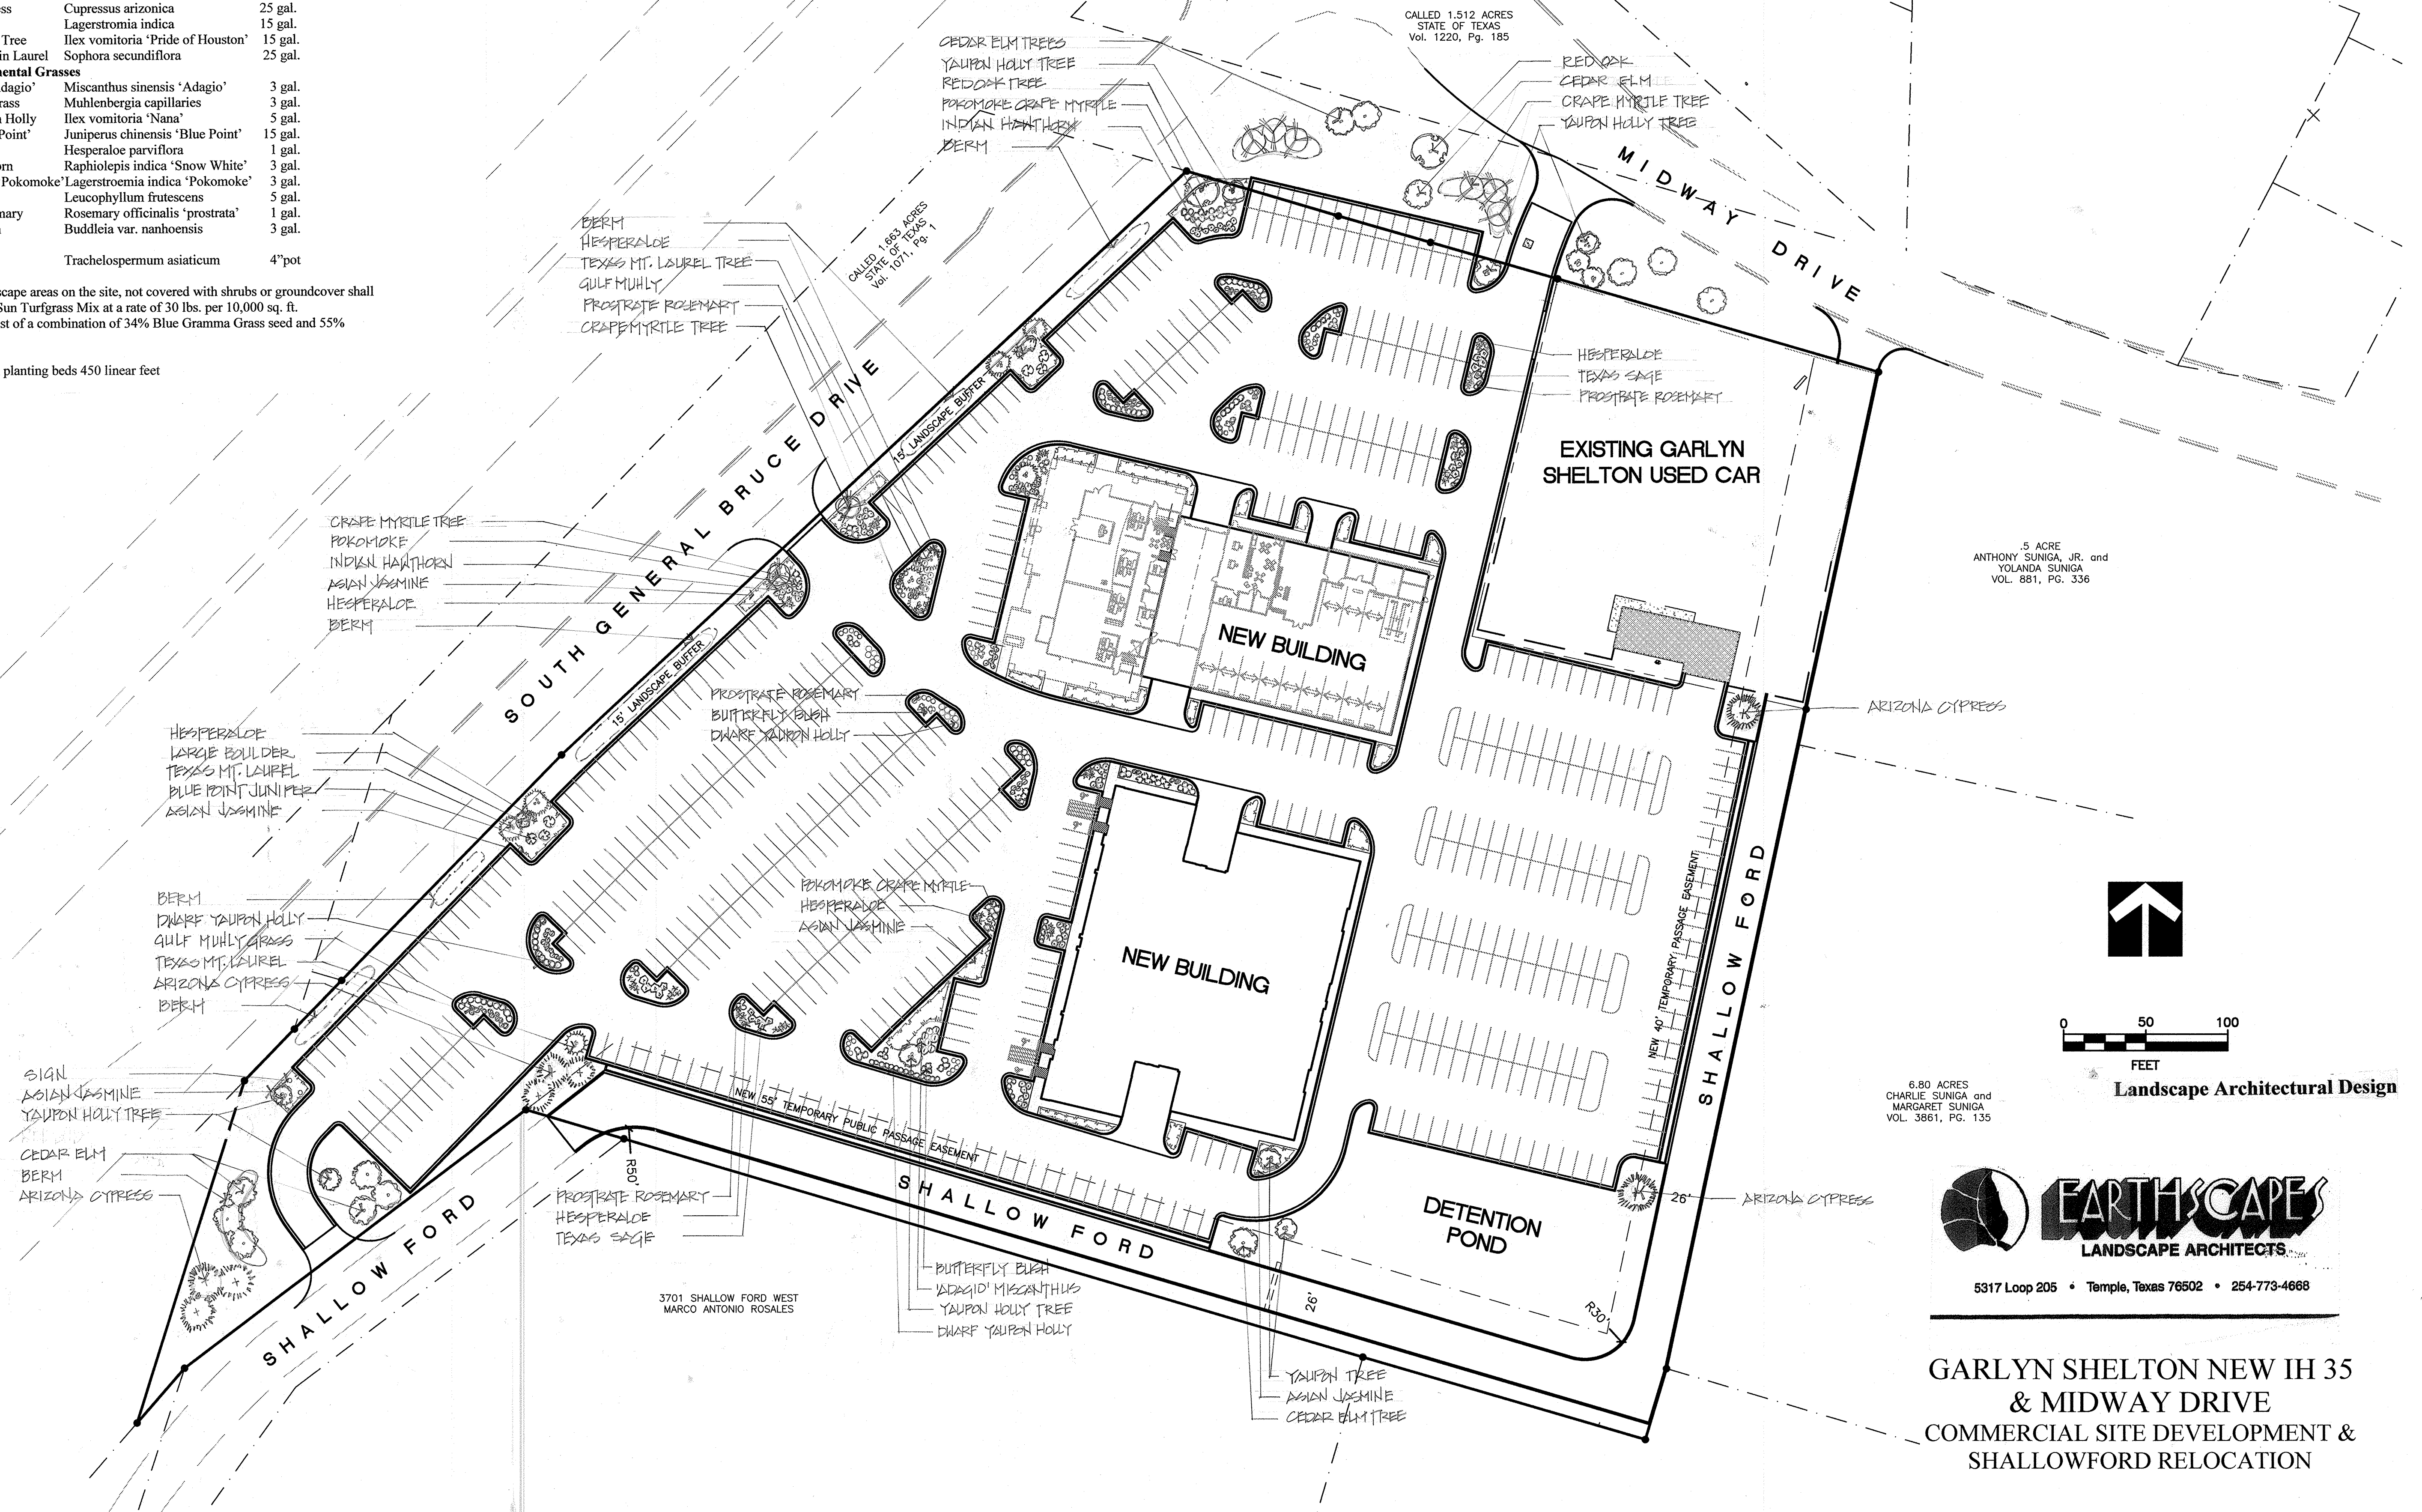 ss Cupressus arizonica 25 gal.
Lagerstromia indica 15 gal.
Tree Ilex vomitoria ‘Pride of Houston’ 15 gal.
in Laurel Sophora secundiflora 25 gal.
ental Grasses
dagio’ Miscanthus sinensis ‘Adagio’ 3 gal.
rass Muhlenbergia capillaries 3 gal.
Holly Ilex vomitoria ‘Nana’ 5 gal.
Point’ Juniperus chinensis ‘Blue Point’ 15 gal.
Hesperaloe parviflora 1 gal.
orn Raphiolepis indica ‘Snow White’ 3 gal.
Pokomoke’ Lagerstroemia indica ‘Pokomoke’ 3 gal.
Leucophyllum frutescens 5 gal.
mary Rosemary officinalis ‘prostrata’ 1 gal.
Buddleia var. nanhoensis 3 gal.
Trachelospermum asiaticum 4”pot
scape areas on the site, not covered with shrubs or groundcover shall
Sun Turfgrass Mix at a rate of 30 lbs. per 10,000 sq. ft.
st of a combination of 34% Blue Gramma Grass seed and 55%
planting beds 450 linear feet
CALLED 1.512 ACRES
STATE OF TEXAS
Vol. 1220, Pg. 185
CEDAR ELM TREES
YAUPON HOLLY TREE
RED OAK TREE
POKOMOKE CRAPE MYRTLE
INDIAN HAWTHORN
BERM
RED OAK
CEDAR ELM
CRAPE MYRTLE TREE
YAUPON HOLLY TREE
MIDWAY DRIVE
CALLED 1.663 ACRES
STATE OF TEXAS
Vol. 1071, Pg. 1
BERM
HESPERALOE
TEXAS MT. LAUREL TREE
GULF MUHLY
PROSTRATE ROSEMARY
CRAPE MYRTLE TREE
HESPERALOE
TEXAS SAGE
PROSTRATE ROSEMARY
15' LANDSCAPE BUFFER
EXISTING GARLYN
SHELTON USED CAR
SOUTH GENERAL BRUCE DRIVE
CRAPE MYRTLE TREE
POKOMOKE
INDIAN HAWTHORN
ASIAN JASMINE
HESPERALOE
BERM
.5 ACRE
ANTHONY SUNIGA, JR. and
YOLANDA SUNIGA
VOL. 881, PG. 336
NEW BUILDING
15' LANDSCAPE BUFFER
PROSTRATE ROSEMARY
BUTTERFLY BUSH
DWARF YAUPON HOLLY
ARIZONA CYPRESS
HESPERALOE
LARGE BOULDER
TEXAS MT. LAUREL
BLUE POINT JUNIPER
ASIAN JASMINE
BERM
DWARF YAUPON HOLLY
GULF MUHLY GRASS
TEXAS MT. LAUREL
ARIZONA CYPRESS
BERM
POKOMOKE CRAPE MYRTLE
HESPERALOE
ASIAN JASMINE
NEW BUILDING
NEW 40' TEMPORARY PASSAGE EASEMENT
SHALLOW FORD
0 50 100
FEET
Landscape Architectural Design
6.80 ACRES
CHARLIE SUNIGA and
MARGARET SUNIGA
VOL. 3861, PG. 135
SIGN
ASIAN JASMINE
YAUPON HOLLY TREE
CEDAR ELM
BERM
ARIZONA CYPRESS
NEW 55' TEMPORARY PUBLIC PASSAGE EASEMENT
R50'
SHALLOW FORD
SHALLOW FORD
PROSTRATE ROSEMARY
HESPERALOE
TEXAS SAGE
26'
ARIZONA CYPRESS
DETENTION
POND
BUTTERFLY BUSH
'ADAGIO' MISCANTHUS
YAUPON HOLLY TREE
DWARF YAUPON HOLLY
3701 SHALLOW FORD WEST
MARCO ANTONIO ROSALES
26'
R30'
YAUPON TREE
ASIAN JASMINE
CEDAR ELM TREE
EARTHSCAPES
LANDSCAPE ARCHITECTS
5317 Loop 205 • Temple, Texas 76502 • 254-773-4668
GARLYN SHELTON NEW IH 35
& MIDWAY DRIVE
COMMERCIAL SITE DEVELOPMENT &
SHALLOWFORD RELOCATION